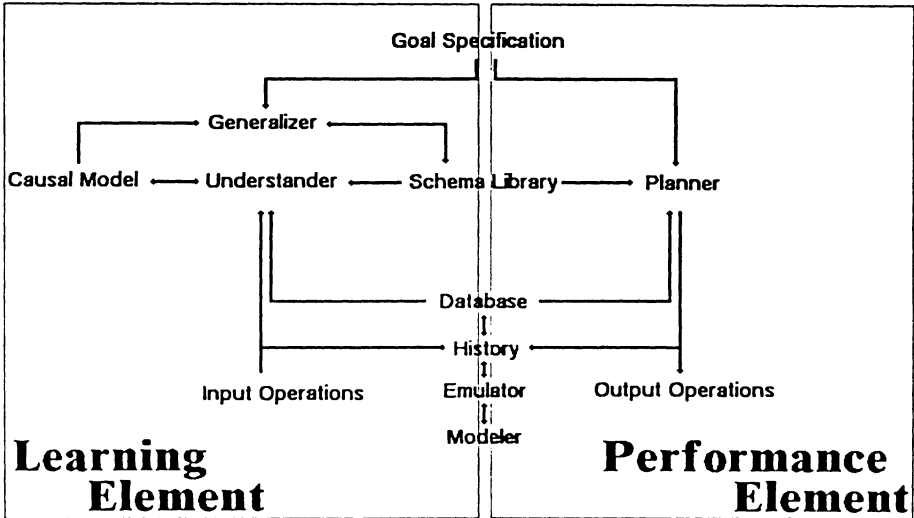 Goal Specification
Generalizer
Causal Model
Understander
Schema Library
Planner
Database
History
Input Operations
Emulator
Output Operations
Modeler
Learning
Element
Performance
Element